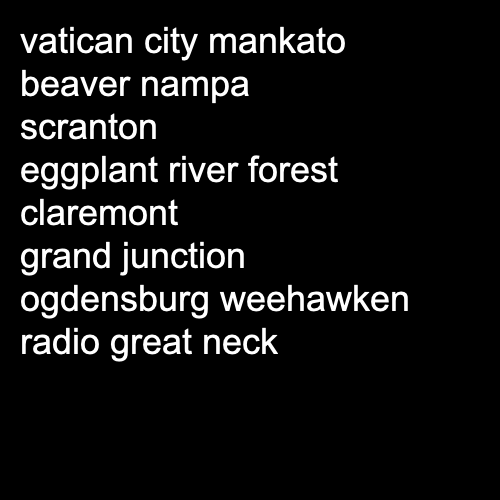 vatican city mankato
beaver nampa
scranton
eggplant river forest
claremont
grand junction
ogdensburg weehawken
radio great neck